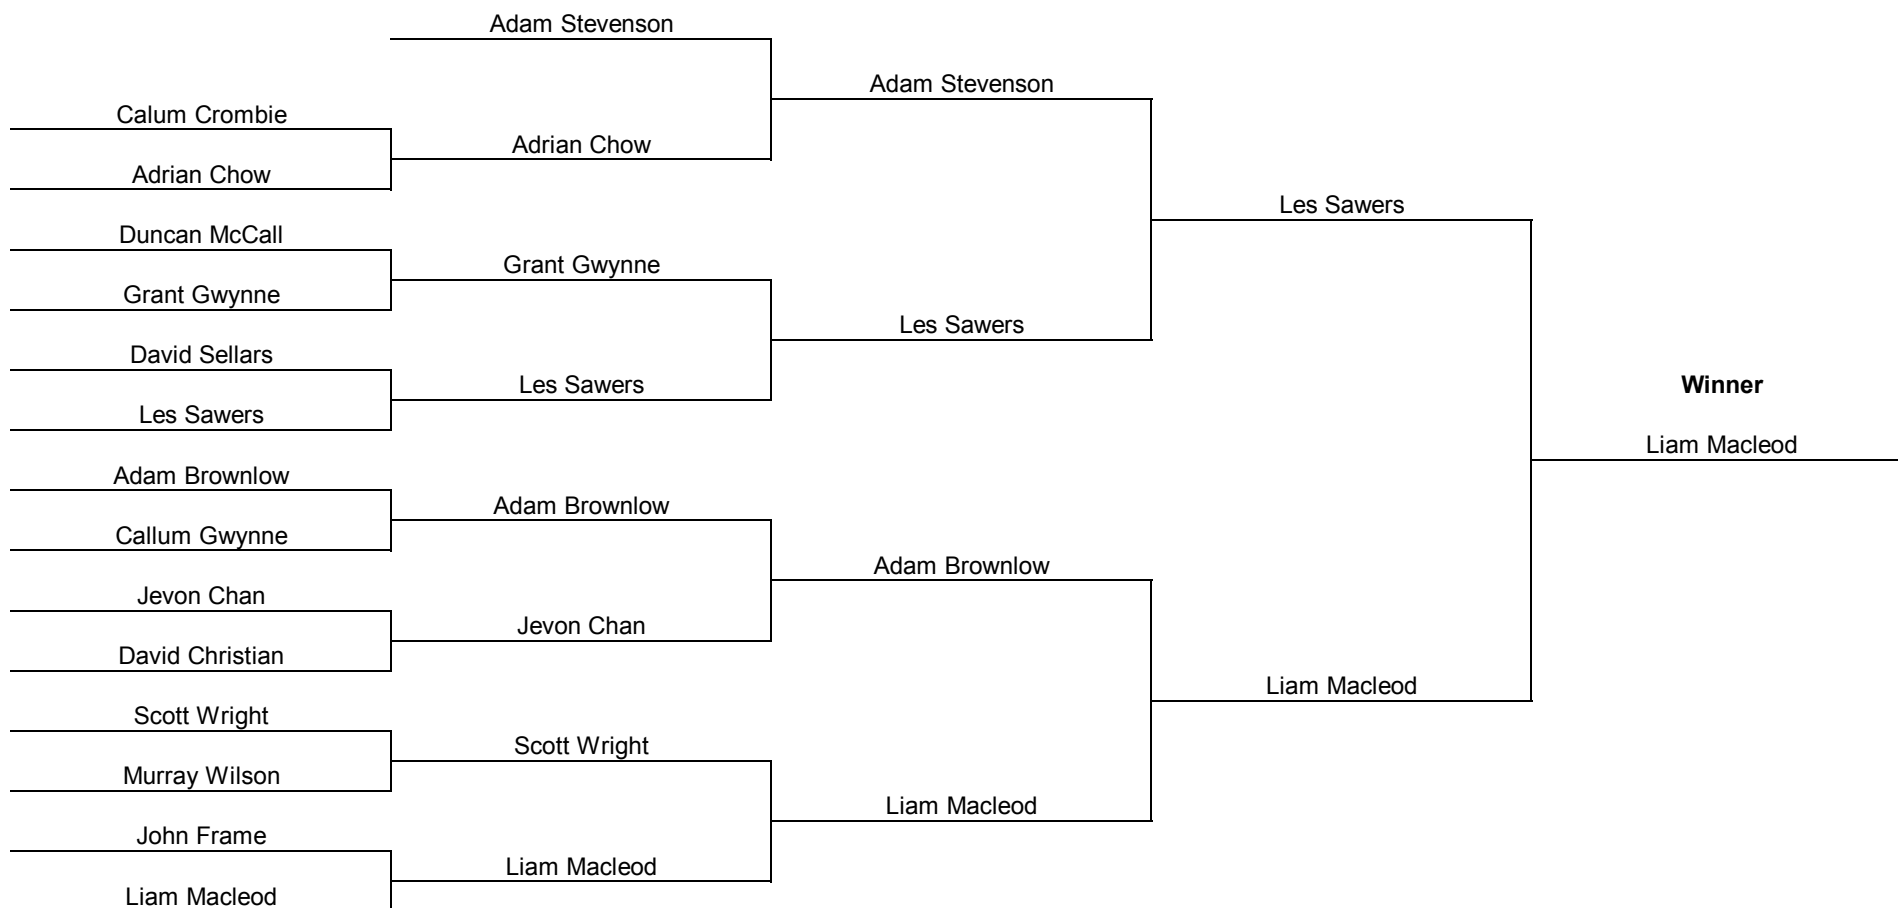 Adam Stevenson
Adam Stevenson
Calum Crombie
Adrian Chow
Adrian Chow
Les Sawers
Duncan McCall
Grant Gwynne
Grant Gwynne
Les Sawers
David Sellars
Les Sawers
Winner
Les Sawers
Liam Macleod
Adam Brownlow
Adam Brownlow
Callum Gwynne
Adam Brownlow
Jevon Chan
Jevon Chan
David Christian
Liam Macleod
Scott Wright
Scott Wright
Murray Wilson
Liam Macleod
John Frame
Liam Macleod
Liam Macleod